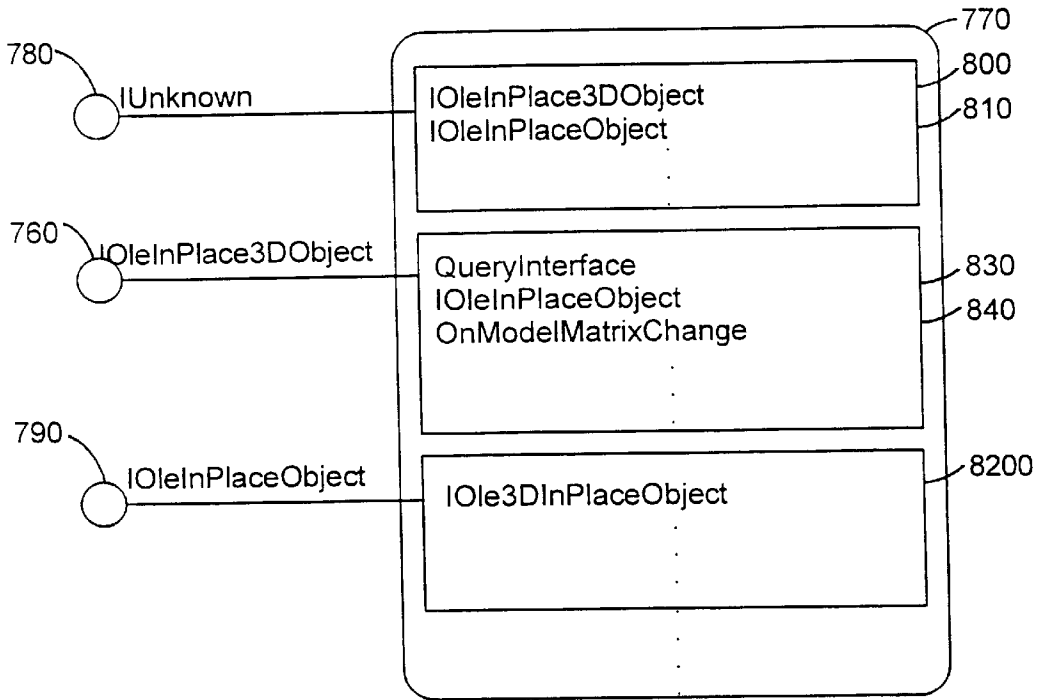 770
780
IUnknown
800
IOleInPlace3DObject
810
IOleInPlaceObject
760
IOleInPlace3DObject
QueryInterface
830
IOleInPlaceObject
840
OnModelMatrixChange
790
IOleInPlaceObject
8200
IOle3DInPlaceObject